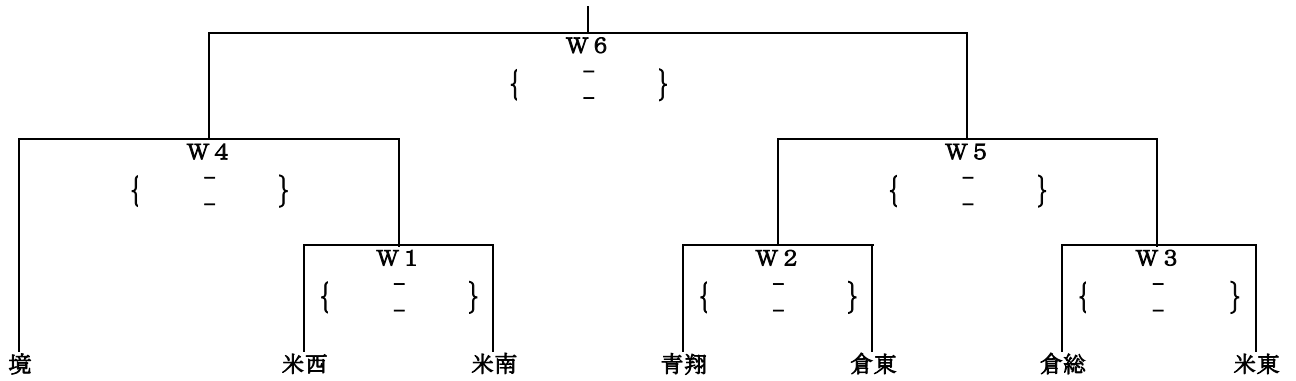 W6
{ － }
－
W4 W5
{ － } { － }
－ －
W1 W2 W3
{ － } { － } { － }
－ － －
境 米西 米南 青翔 倉東 倉総 米東